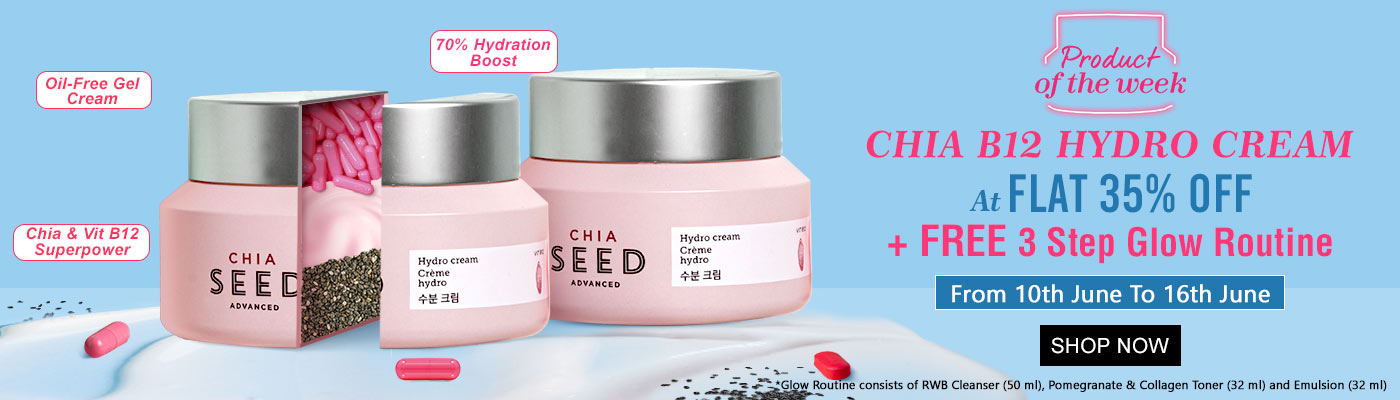 Oil-Free Gel
Cream
70% Hydration
Boost
Chia & Vit B12
Superpower
CHIA
SEED
ADVANCED
Hydro cream
Crème
hydro
수분 크림
CHIA
SEED
ADVANCED
Hydro cream
Crème
hydro
수분 크림
Product
of the week
CHIA B12 HYDRO CREAM
At FLAT 35% OFF
+ FREE 3 Step Glow Routine
From 10th June To 16th June
SHOP NOW
*Glow Routine consists of RWB Cleanser (50 ml), Pomegranate & Collagen Toner (32 ml) and Emulsion (32 ml)